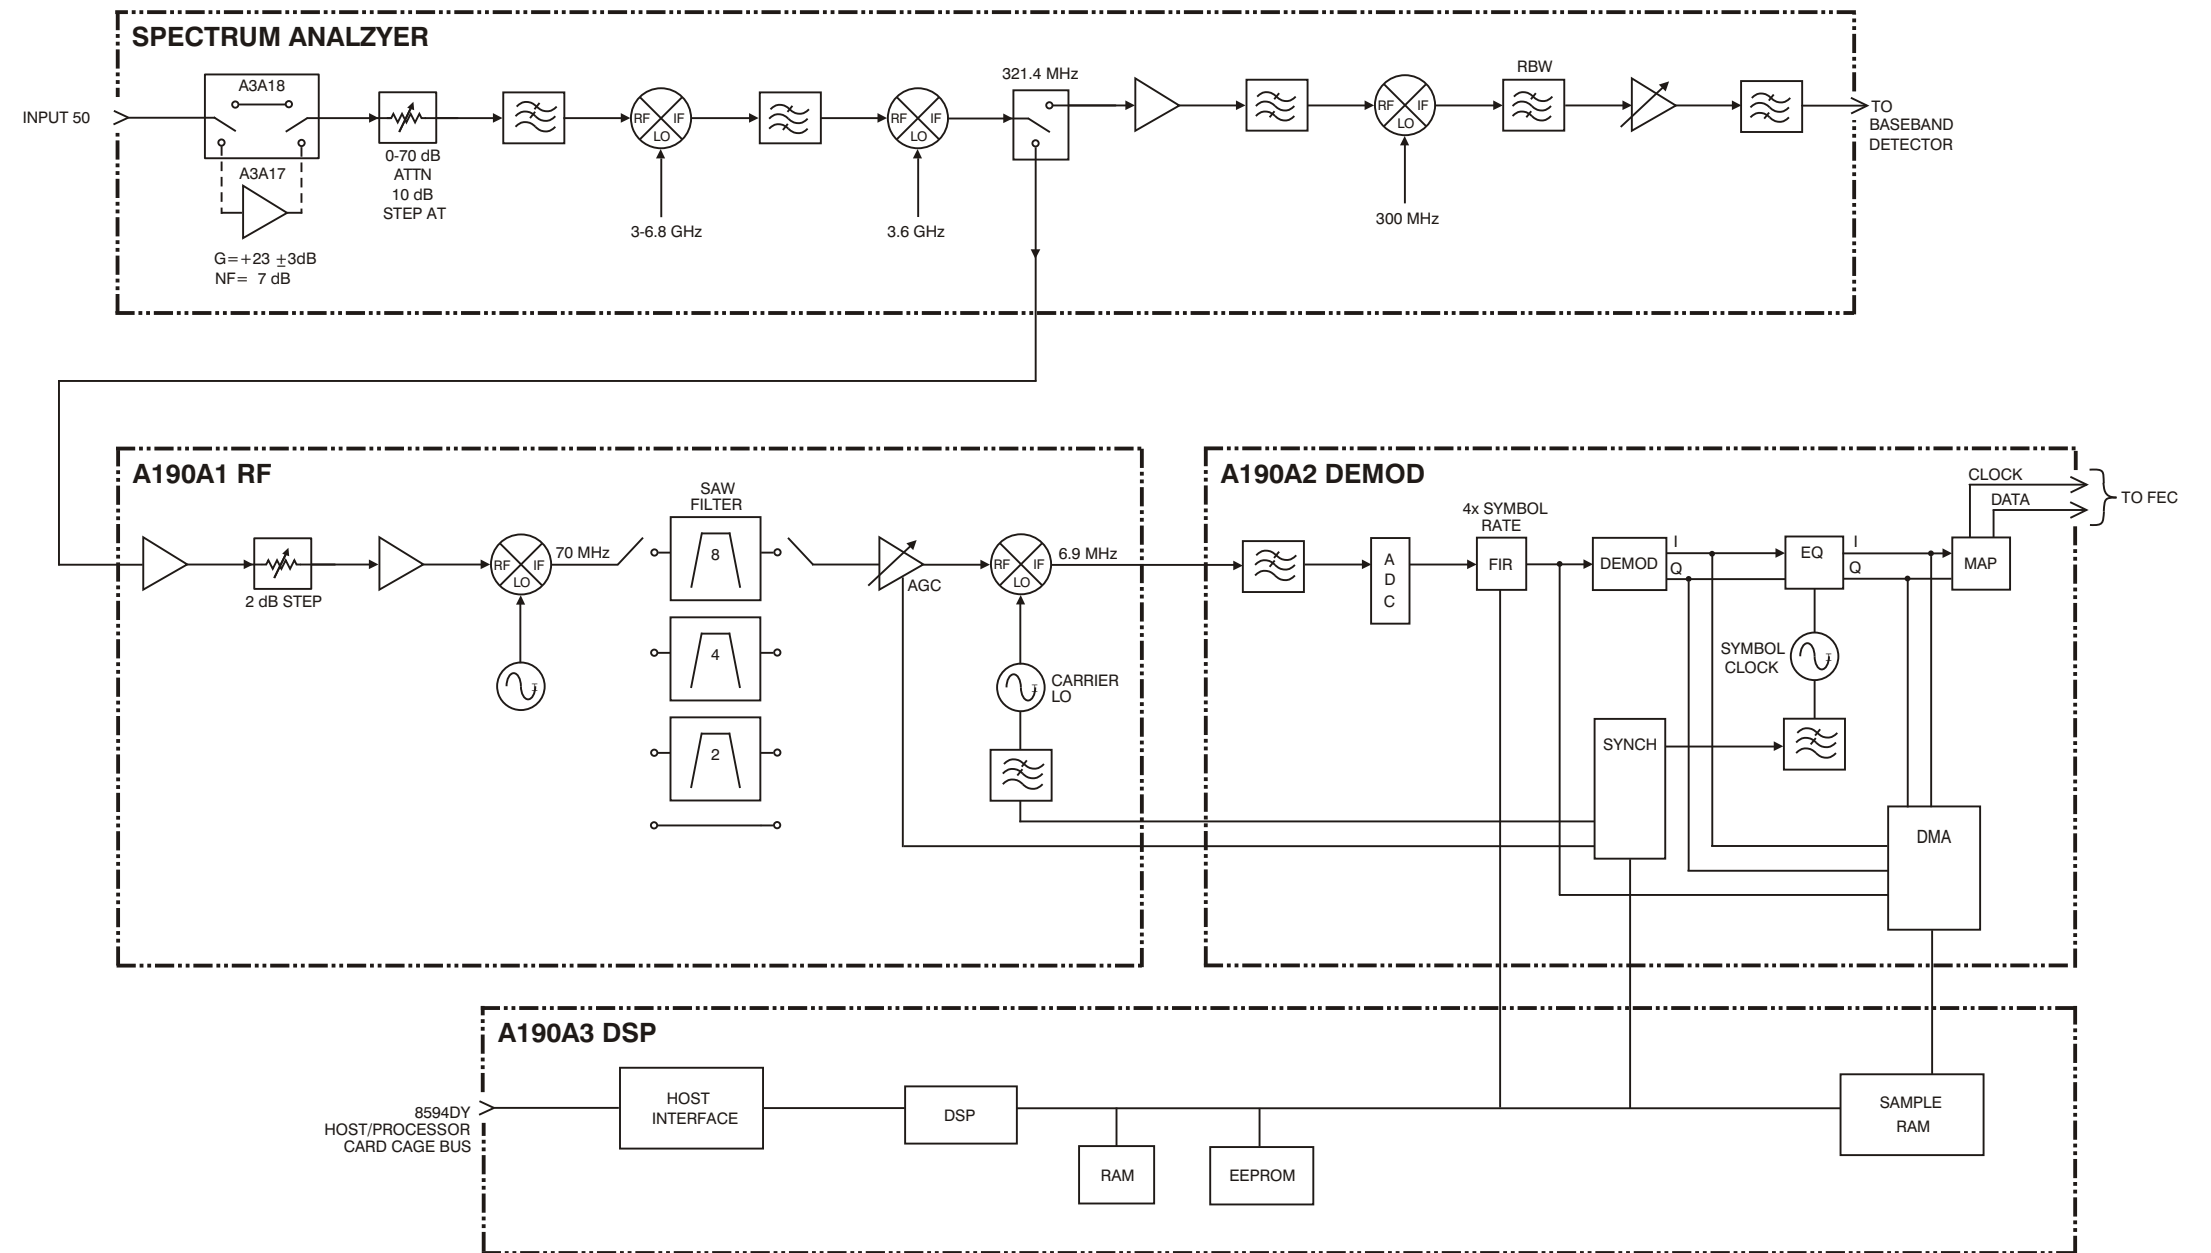 SPECTRUM ANALZYER
INPUT 50
A3A18
A3A17
G=+23 ±3dB
NF= 7 dB
0-70 dB
ATTN
10 dB
STEP AT
RF
IF
LO
3-6.8 GHz
RF
IF
LO
3.6 GHz
321.4 MHz
RF
IF
LO
300 MHz
RBW
TO
BASEBAND
DETECTOR
A190A1 RF
2 dB STEP
RF
IF
LO
70 MHz
SAW
FILTER
8
4
2
AGC
RF
IF
LO
6.9 MHz
CARRIER
LO
A190A2 DEMOD
A
D
C
4x SYMBOL
RATE
FIR
DEMOD
I
Q
EQ
I
Q
MAP
CLOCK
DATA
TO FEC
SYMBOL
CLOCK
SYNCH
DMA
A190A3 DSP
8594DY
HOST/PROCESSOR
CARD CAGE BUS
HOST
INTERFACE
DSP
RAM
EEPROM
SAMPLE
RAM